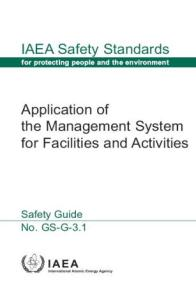 IAEA Safety Standards
for protecting people and the environment
Application of
the Management System
for Facilities and Activities
Safety Guide
No. GS-G-3.1
IAEA
International Atomic Energy Agency